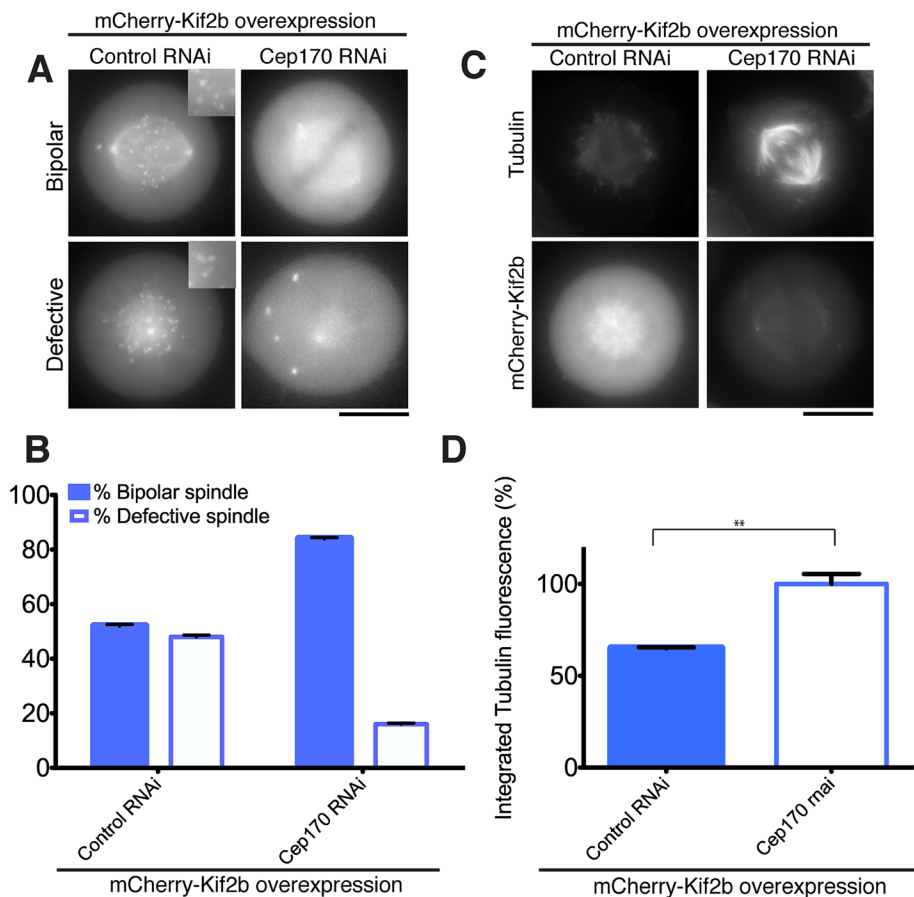 mCherry-Kif2b overexpression
A
Control RNAi Cep170 RNAi
Bipolar
Defective
mCherry-Kif2b overexpression
C
Control RNAi Cep170 RNAi
Tubulin
mCherry-Kif2b
B
100
80
60
40
20
0
% Bipolar spindle
% Defective spindle
Control RNAi
Cep170 RNAi
mCherry-Kif2b overexpression
D
Integrated Tubulin fluorescence (%)
**
100
50
0
Control RNAi
Cep170 rnai
mCherry-Kif2b overexpression